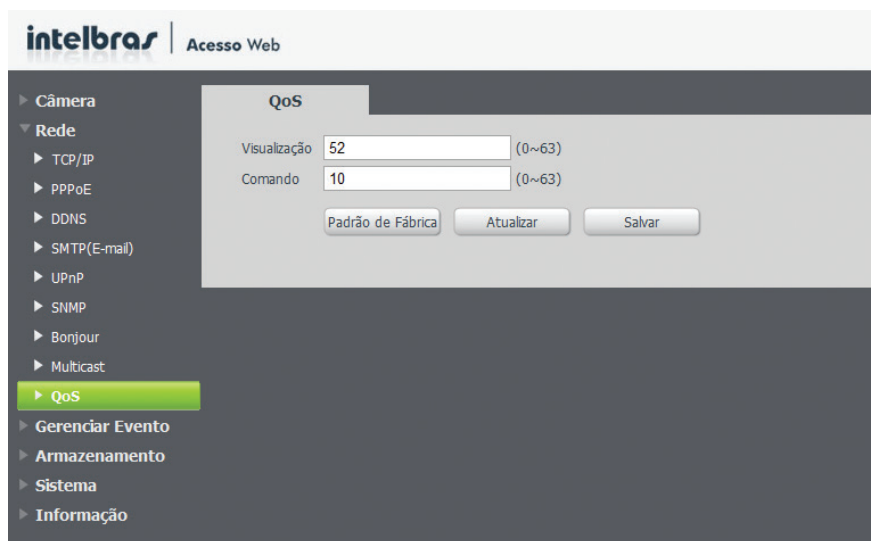 intelbras Acesso Web
Câmera
Rede
TCP/IP
PPPoE
DDNS
SMTP(E-mail)
UPnP
SNMP
Bonjour
Multicast
QoS
Gerenciar Evento
Armazenamento
Sistema
Informação
QoS
Visualização 52 (0~63)
Comando 10 (0~63)
Padrão de Fábrica Atualizar Salvar